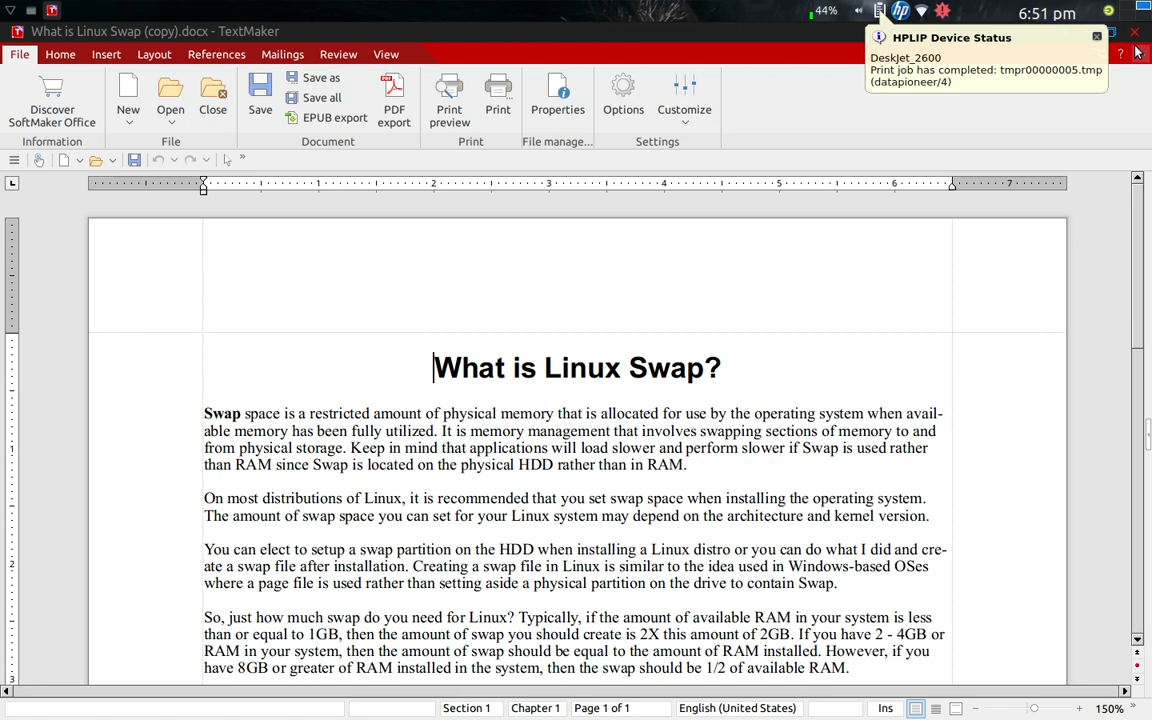 44%
6:51 pm
What is Linux Swap (copy).docx - TextMaker
HPLIP Device Status
DeskJet_2600
Print job has completed: tmpr00000005.tmp
(datapioneer/4)
File Home Insert Layout References Mailings Review View
?
Discover
SoftMaker Office
New
Open
Close
Save
Save as
Save all
EPUB export
PDF
export
Print
preview
Print
Properties
Options
Customize
Information
File
Document
Print
File manage...
Settings
1 2 3 4 5 6 7
What is Linux Swap?
Swap space is a restricted amount of physical memory that is allocated for use by the operating system when avail-
able memory has been fully utilized. It is memory management that involves swapping sections of memory to and
from physical storage. Keep in mind that applications will load slower and perform slower if Swap is used rather
than RAM since Swap is located on the physical HDD rather than in RAM.
On most distributions of Linux, it is recommended that you set swap space when installing the operating system.
The amount of swap space you can set for your Linux system may depend on the architecture and kernel version.
You can elect to setup a swap partition on the HDD when installing a Linux distro or you can do what I did and cre-
ate a swap file after installation. Creating a swap file in Linux is similar to the idea used in Windows-based OSes
where a page file is used rather than setting aside a physical partition on the drive to contain Swap.
So, just how much swap do you need for Linux? Typically, if the amount of available RAM in your system is less
than or equal to 1GB, then the amount of swap you should create is 2X this amount of 2GB. If you have 2 - 4GB or
RAM in your system, then the amount of swap should be equal to the amount of RAM installed. However, if you
have 8GB or greater of RAM installed in the system, then the swap should be 1/2 of available RAM.
1
2
3
Section 1 Chapter 1 Page 1 of 1 English (United States) Ins 150%